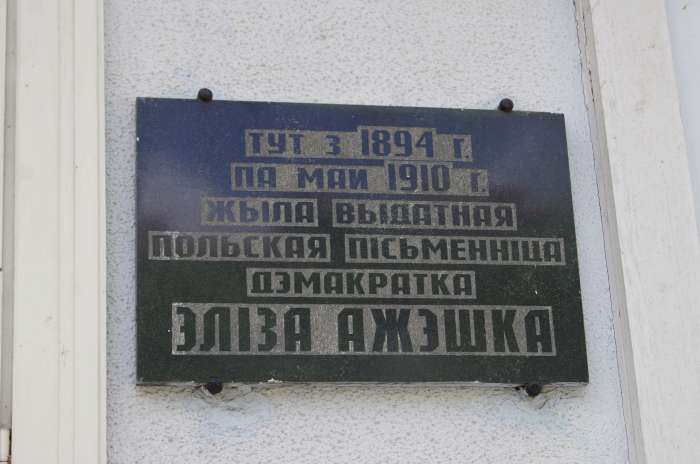 ТУТ З 1894 Г.
ПА МАЙ 1910 Г.
ЖЫЛА ВЫДАТНАЯ
ПОЛЬСКАЯ ПІСЬМЕННІЦА
ДЭМАКРАТКА
ЭЛІЗА АЖЭШКА